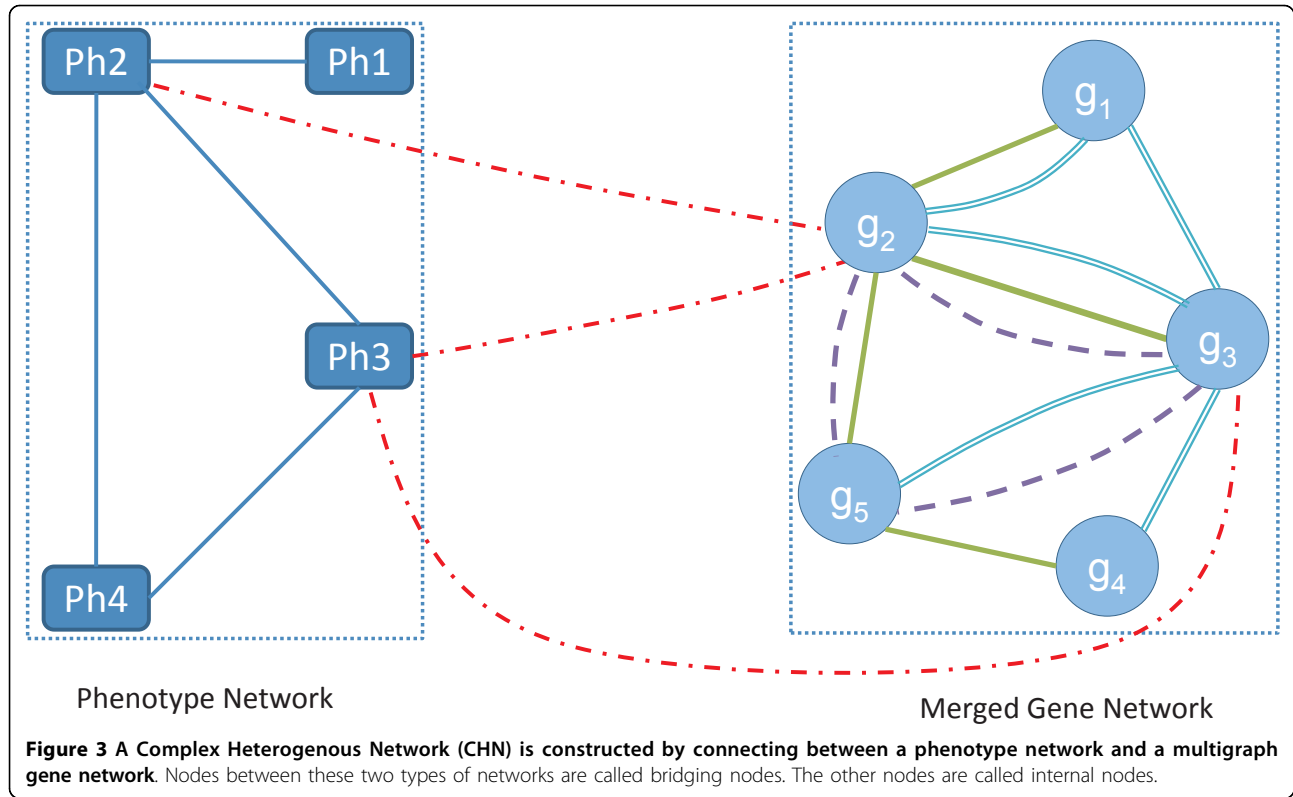 Ph2
Ph1
Ph3
Ph4
g₁
g₂
g₃
g₅
g₄
Phenotype Network
Merged Gene Network
Figure 3 A Complex Heterogenous Network (CHN) is constructed by connecting between a phenotype network and a multigraph
gene network. Nodes between these two types of networks are called bridging nodes. The other nodes are called internal nodes.